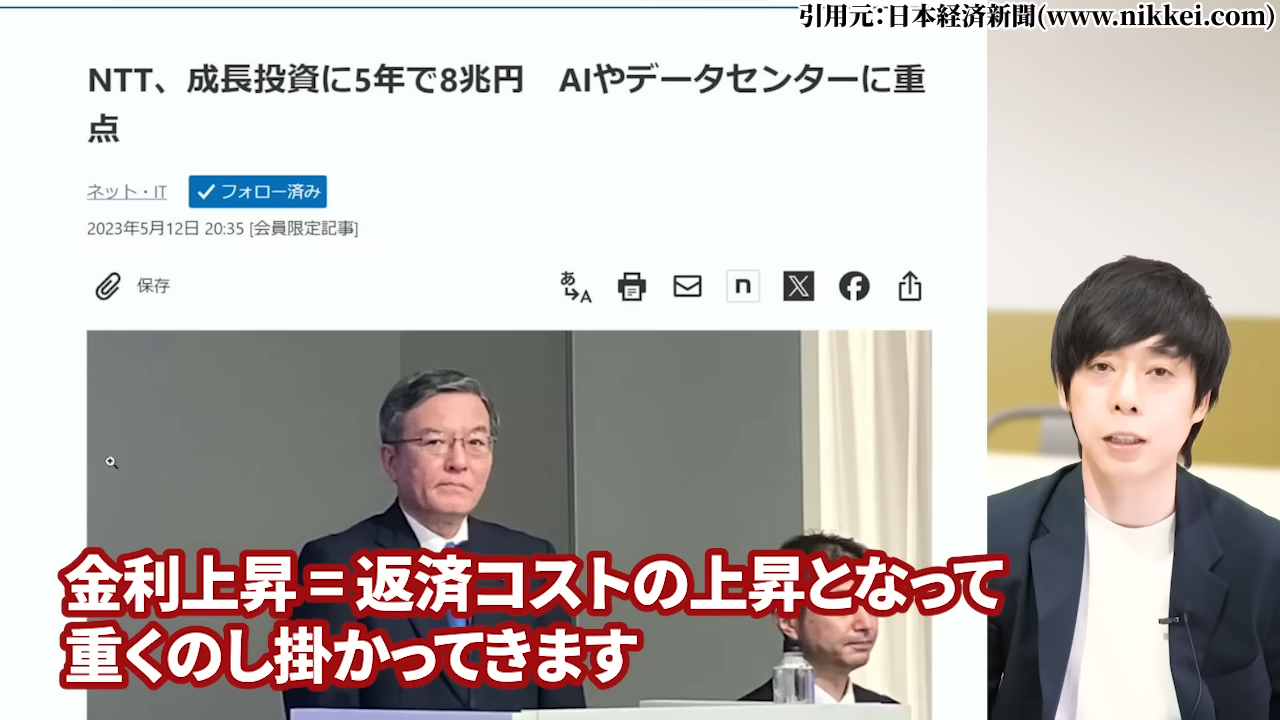 引用元:日本経済新聞(www.nikkei.com)
NTT、成長投資に5年で8兆円　AIやデータセンターに重
点
ネット・IT
フォロー済み
2023年5月12日 20:35 [会員限定記事]
保存
あ
A
n
X
f
金利上昇=返済コストの上昇となって
重くのし掛かってきます